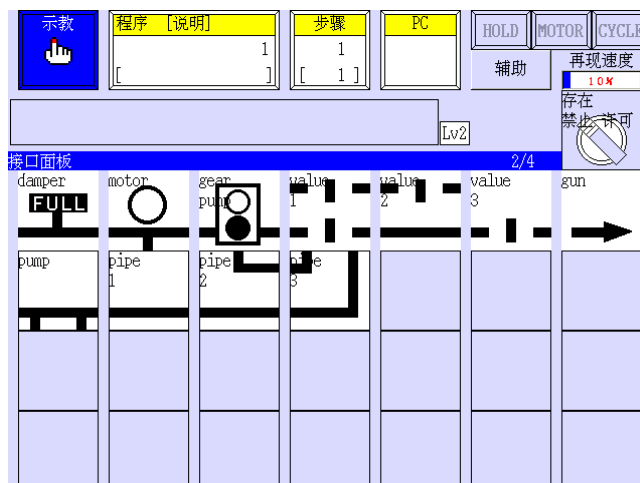 示教
程序 [说明]
1
[ ]
步骤
1
[ 1 ]
PC
HOLD
MOTOR
CYCLE
辅助
再现速度
10%
存在
禁止 许可
Lv2
接口面板 2/4
damper
FULL
motor
gear
pump
value
1
value
2
value
3
gun
pump
pipe
1
pipe
2
pipe
3